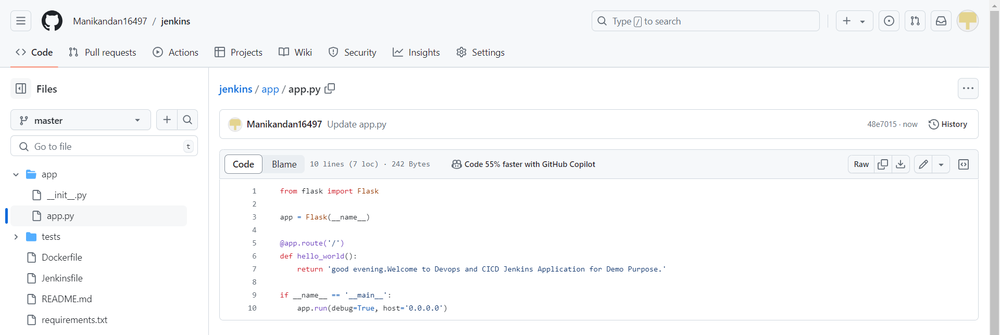 Manikandan16497 / jenkins
Type / to search
Code
Pull requests
Actions
Projects
Wiki
Security
Insights
Settings
Files
master
Go to file
t
app
__init__.py
app.py
tests
Dockerfile
Jenkinsfile
README.md
requirements.txt
jenkins / app / app.py
Manikandan16497 Update app.py
48e7015 · now
History
Code
Blame
10 lines (7 loc) · 242 Bytes
Code 55% faster with GitHub Copilot
Raw
1 from flask import Flask
2
3 app = Flask(__name__)
4
5 @app.route('/')
6 def hello_world():
7     return 'good evening.Welcome to Devops and CICD Jenkins Application for Demo Purpose.'
8
9 if __name__ == '__main__':
10     app.run(debug=True, host='0.0.0.0')